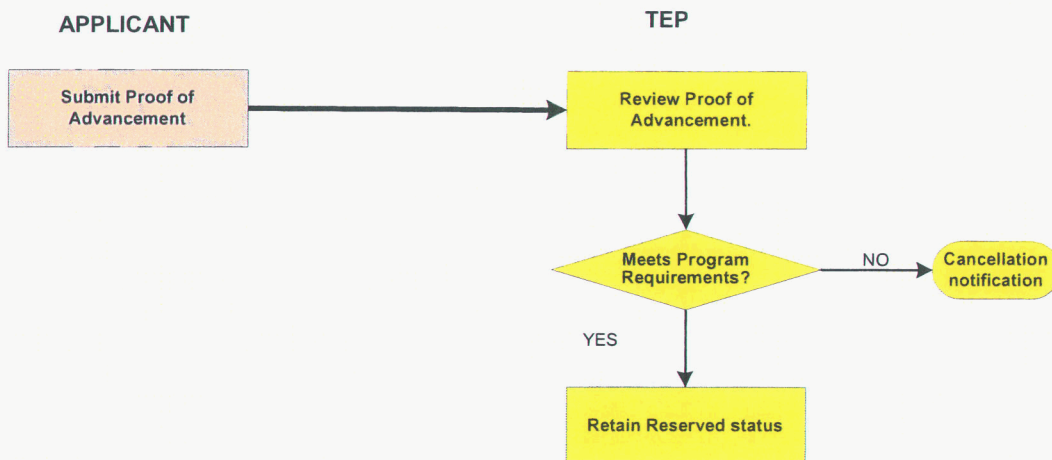 APPLICANT
TEP
Submit Proof of
Advancement
Review Proof of
Advancement.
Meets Program
Requirements?
NO
Cancellation
notification
YES
Retain Reserved status